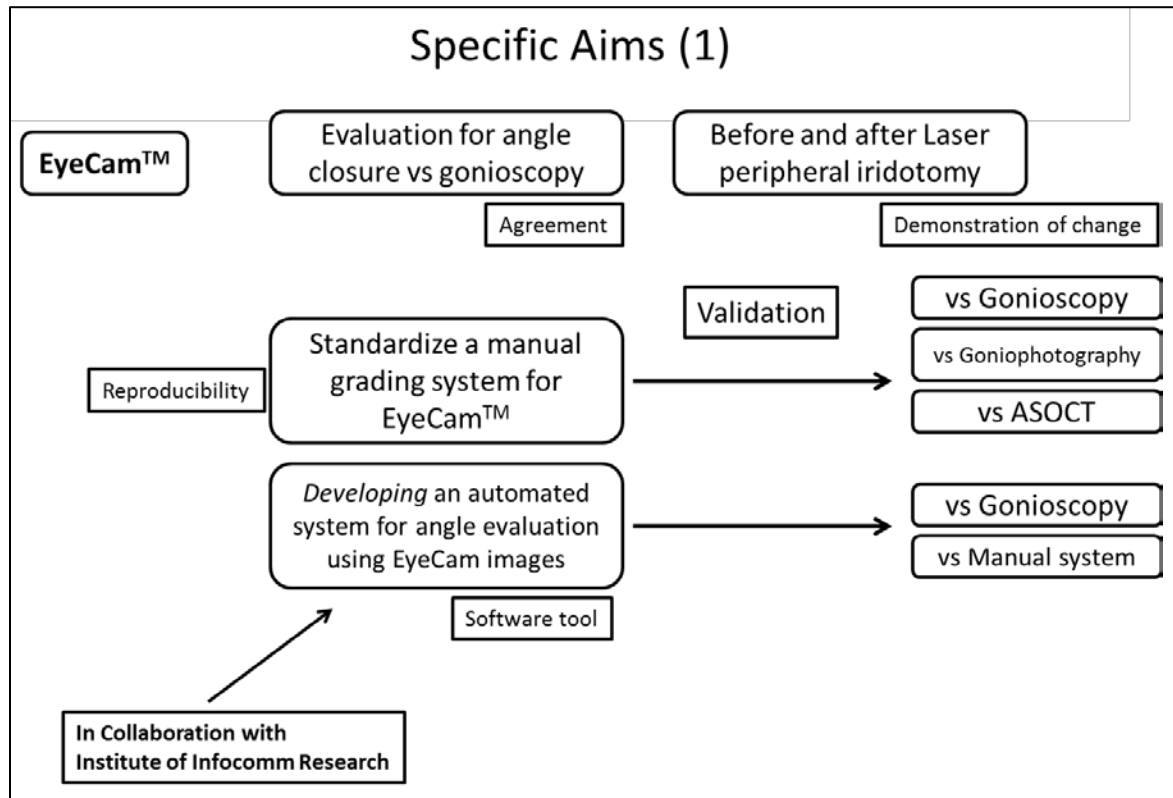 Specific Aims (1)
EyeCam™
Evaluation for angle
closure vs gonioscopy
Before and after Laser
peripheral iridotomy
Agreement
Demonstration of change
Validation
vs Gonioscopy
vs Goniophotography
vs ASOCT
Reproducibility
Standardize a manual
grading system for
EyeCam™
Developing an automated
system for angle evaluation
using EyeCam images
vs Gonioscopy
vs Manual system
Software tool
In Collaboration with
Institute of Infocomm Research